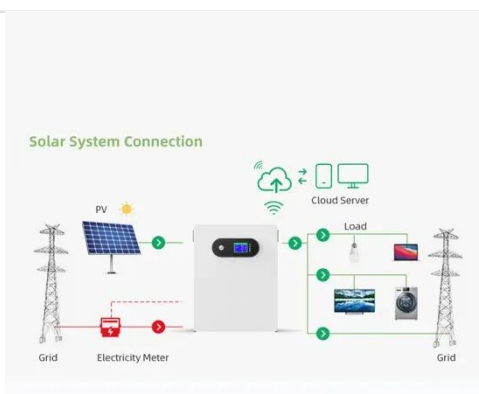 Solar System Connection
Cloud Server
PV
Load
Grid
Electricity Meter
Grid